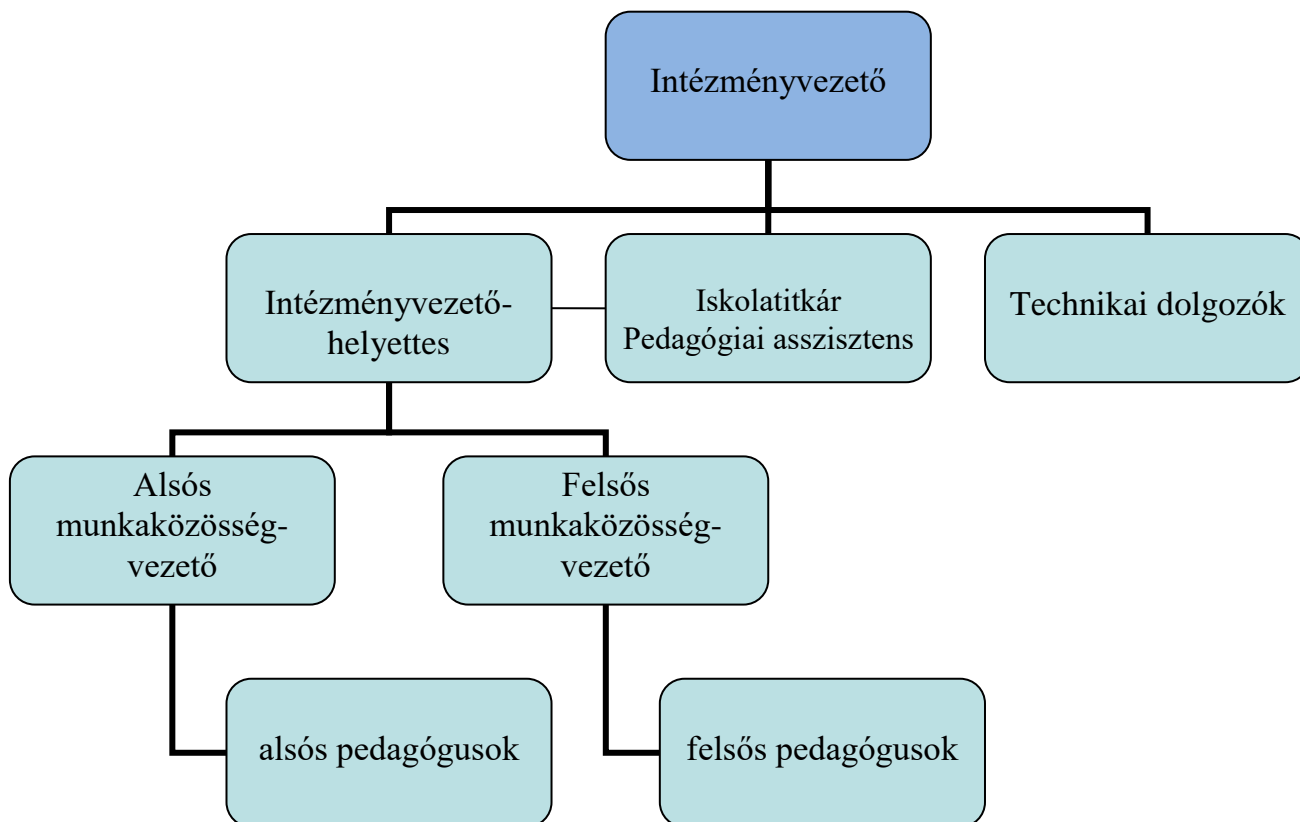 Intézményvezető
Intézményvezető-
helyettes
Iskolatitkár
Pedagógiai asszisztens
Technikai dolgozók
Alsós
munkaközösség-
vezető
Felsős
munkaközösség-
vezető
alsós pedagógusok
felsős pedagógusok